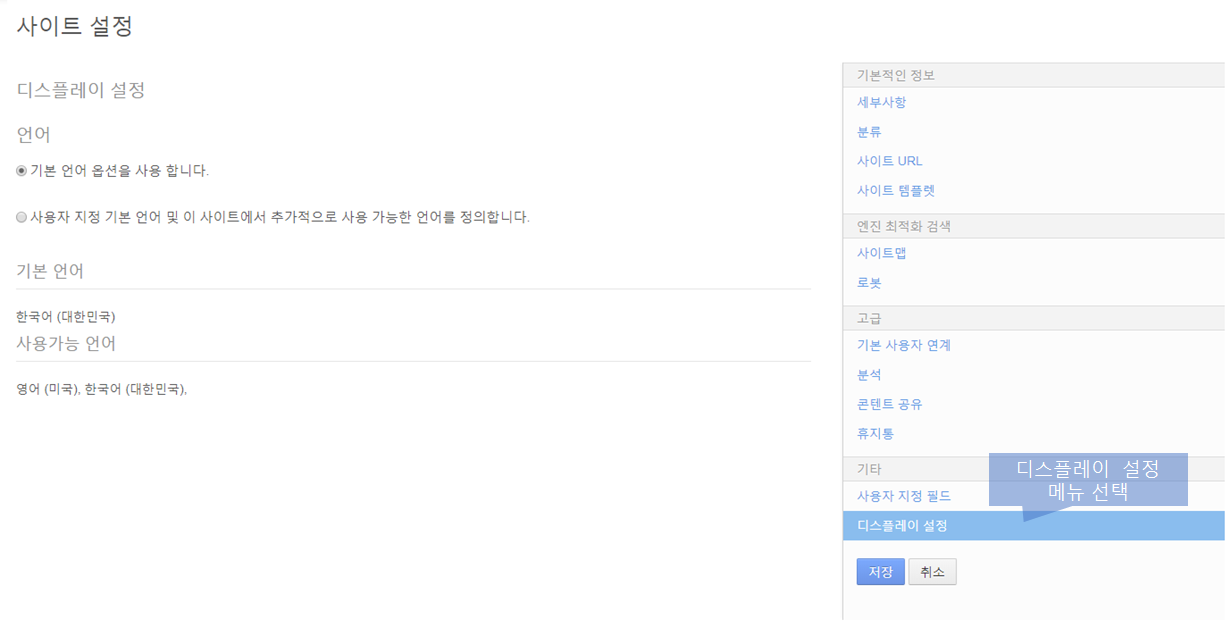 사이트 설정
디스플레이 설정
언어
기본 언어 옵션을 사용 합니다.
사용자 지정 기본 언어 및 이 사이트에서 추가적으로 사용 가능한 언어를 정의합니다.
기본 언어
한국어 (대한민국)
사용가능 언어
영어 (미국), 한국어 (대한민국),
기본적인 정보
세부사항
분류
사이트 URL
사이트 템플렛
엔진 최적화 검색
사이트맵
로봇
고급
기본 사용자 연계
분석
콘텐트 공유
휴지통
기타
디스플레이 설정
메뉴 선택
사용자 지정 필드
디스플레이 설정
저장 취소